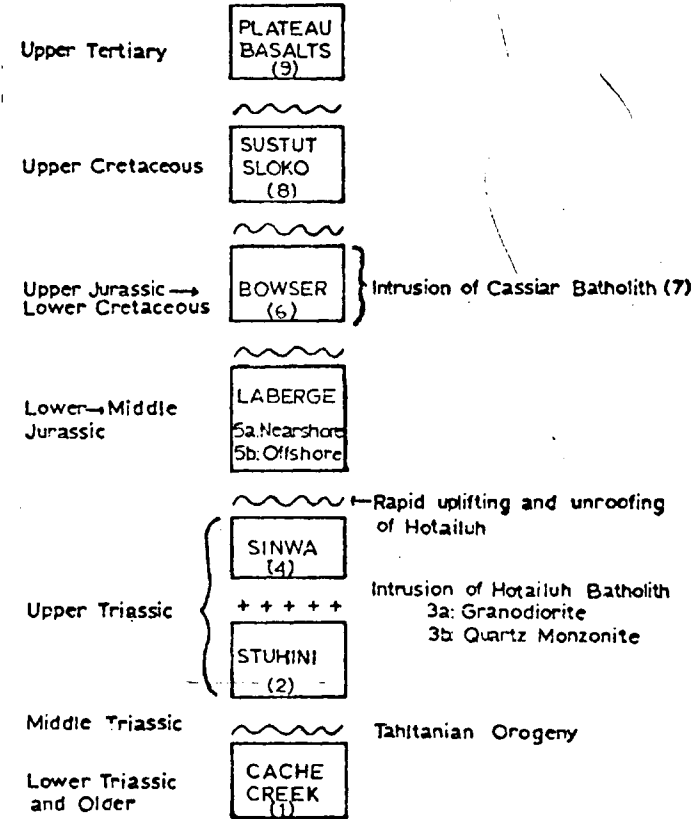 Upper Tertiary
PLATEAU
BASALTS
(9)
Upper Cretaceous
SUSTUT
SLOKO
(8)
Upper Jurassic→
Lower Cretaceous
BOWSER
(6)
Intrusion of Cassiar Batholith (7)
Lower→Middle
Jurassic
LABERGE
5a:Nearshore
5b:Offshore
Rapid uplifting and unroofing
of Hotailuh
Upper Triassic
SINWA
(4)
+ + + + +
Intrusion of Hotailuh Batholith
3a: Granodiorite
3b: Quartz Monzonite
STUHINI
(2)
Middle Triassic
Tahltanian Orogeny
Lower Triassic
and Older
CACHE
CREEK
(1)